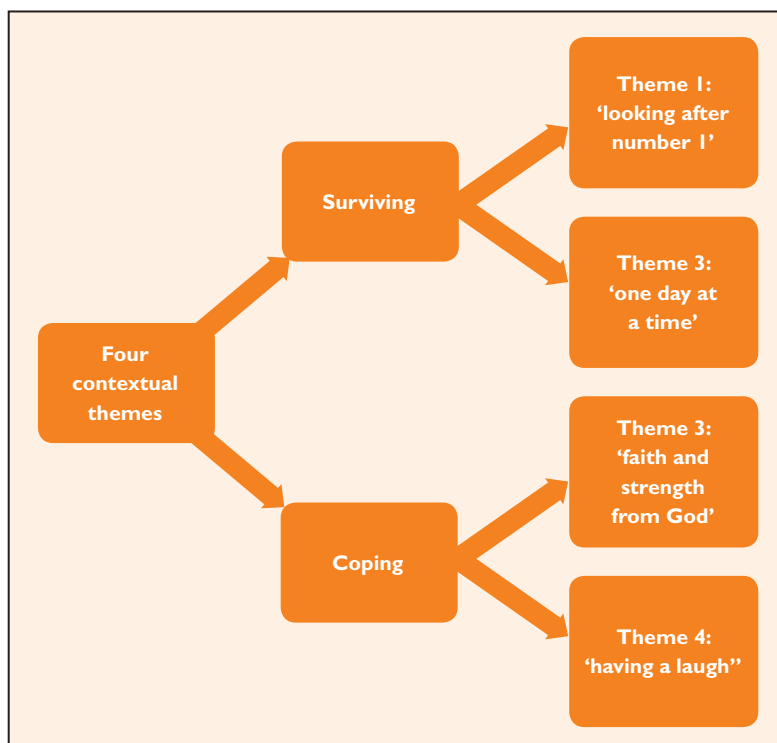 Four
contextual
themes
Surviving
Theme 1:
‘looking after
number 1’
Theme 3:
‘one day at
a time’
Coping
Theme 3:
‘faith and
strength
from God’
Theme 4:
‘having a laugh’’